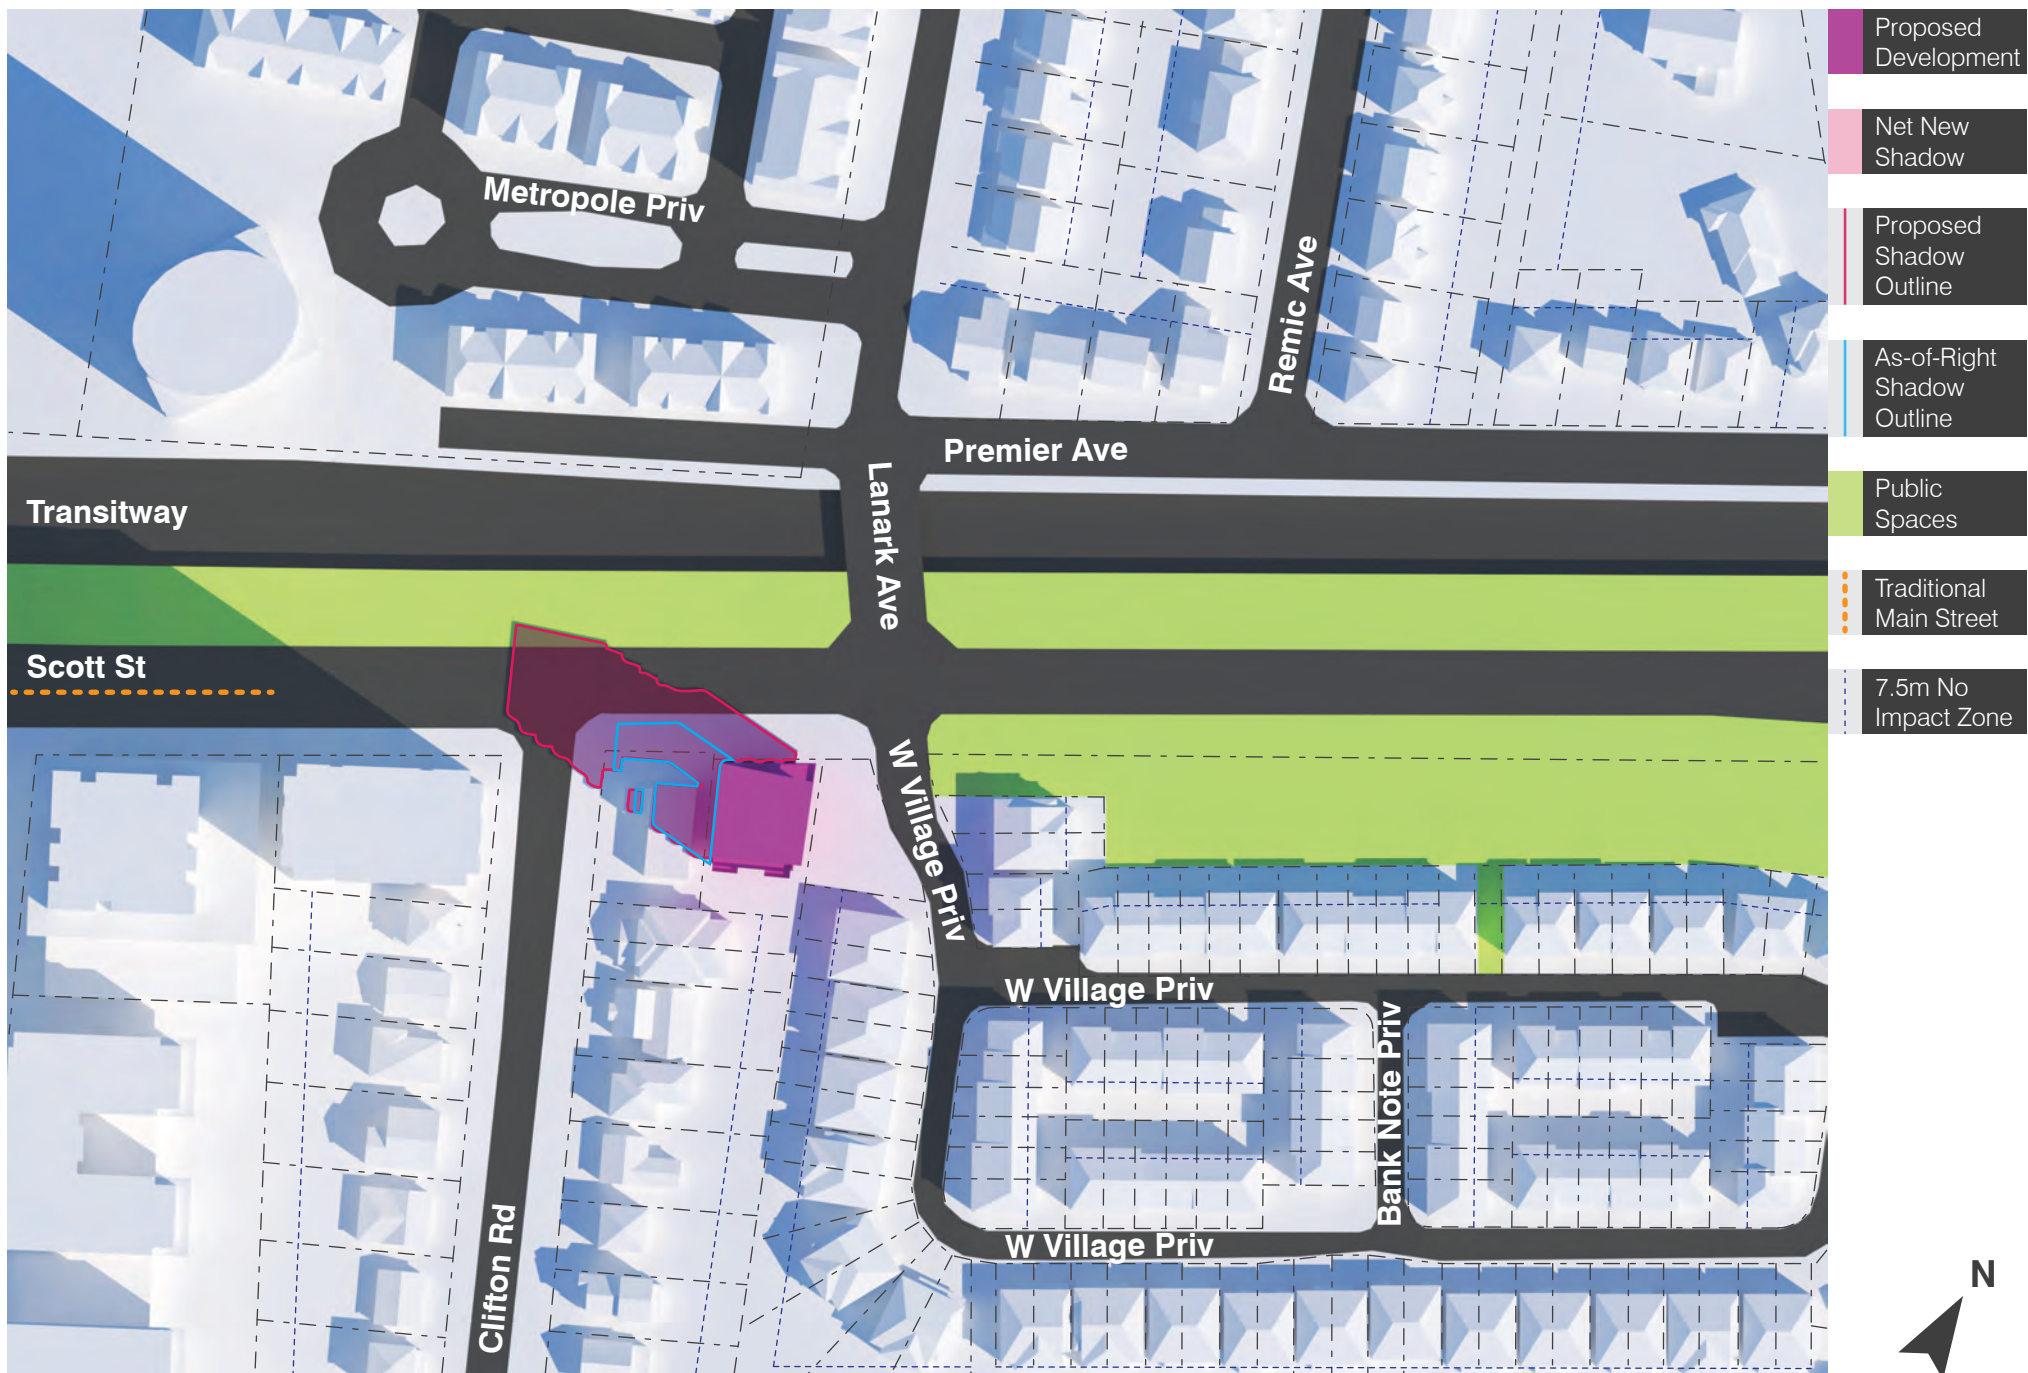 Metropole Priv
Remic Ave
Premier Ave
Lanark Ave
Transitway
Scott St
W Village Priv
W Village Priv
Bank Note Priv
W Village Priv
Clifton Rd
Proposed
Development
Net New
Shadow
Proposed
Shadow
Outline
As-of-Right
Shadow
Outline
Public
Spaces
Traditional
Main Street
7.5m No
Impact Zone
N